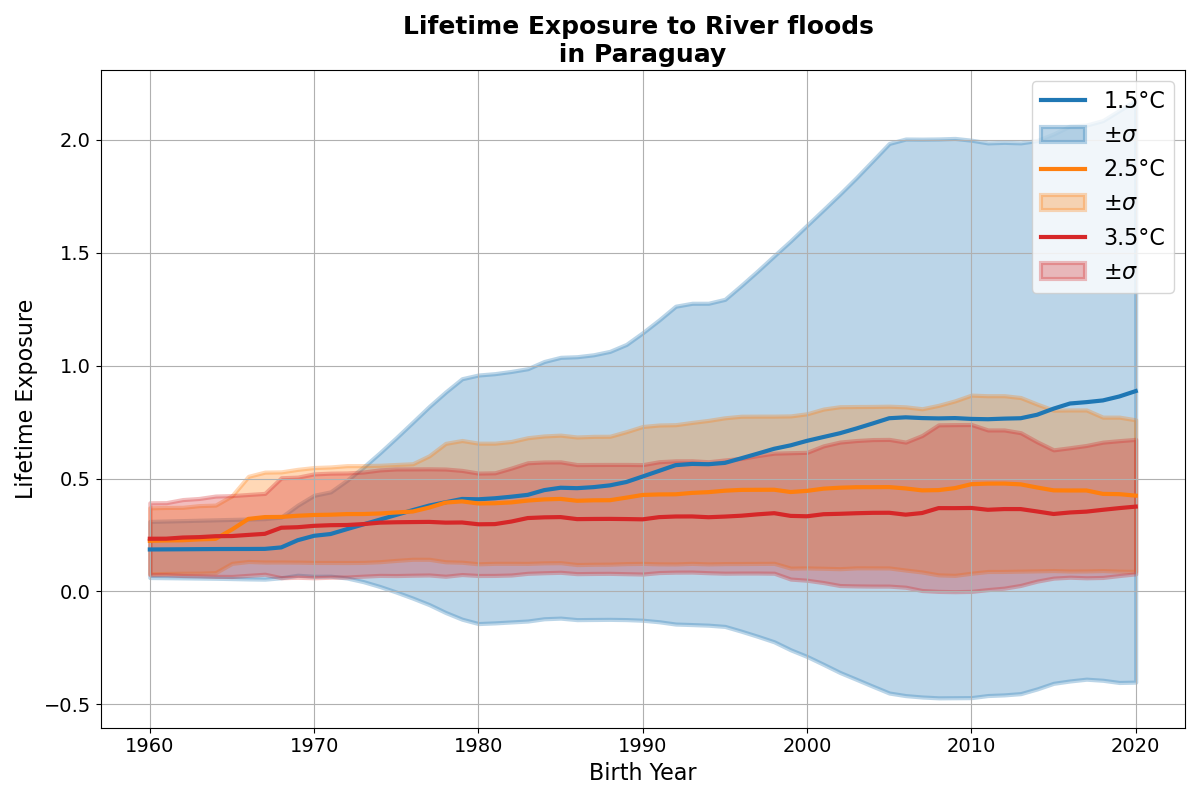 Lifetime Exposure to River floods
in Paraguay
1.5°C
±σ
2.5°C
±σ
3.5°C
±σ
Lifetime Exposure
2.0
1.5
1.0
0.5
0.0
−0.5
1960 1970 1980 1990 2000 2010 2020
Birth Year